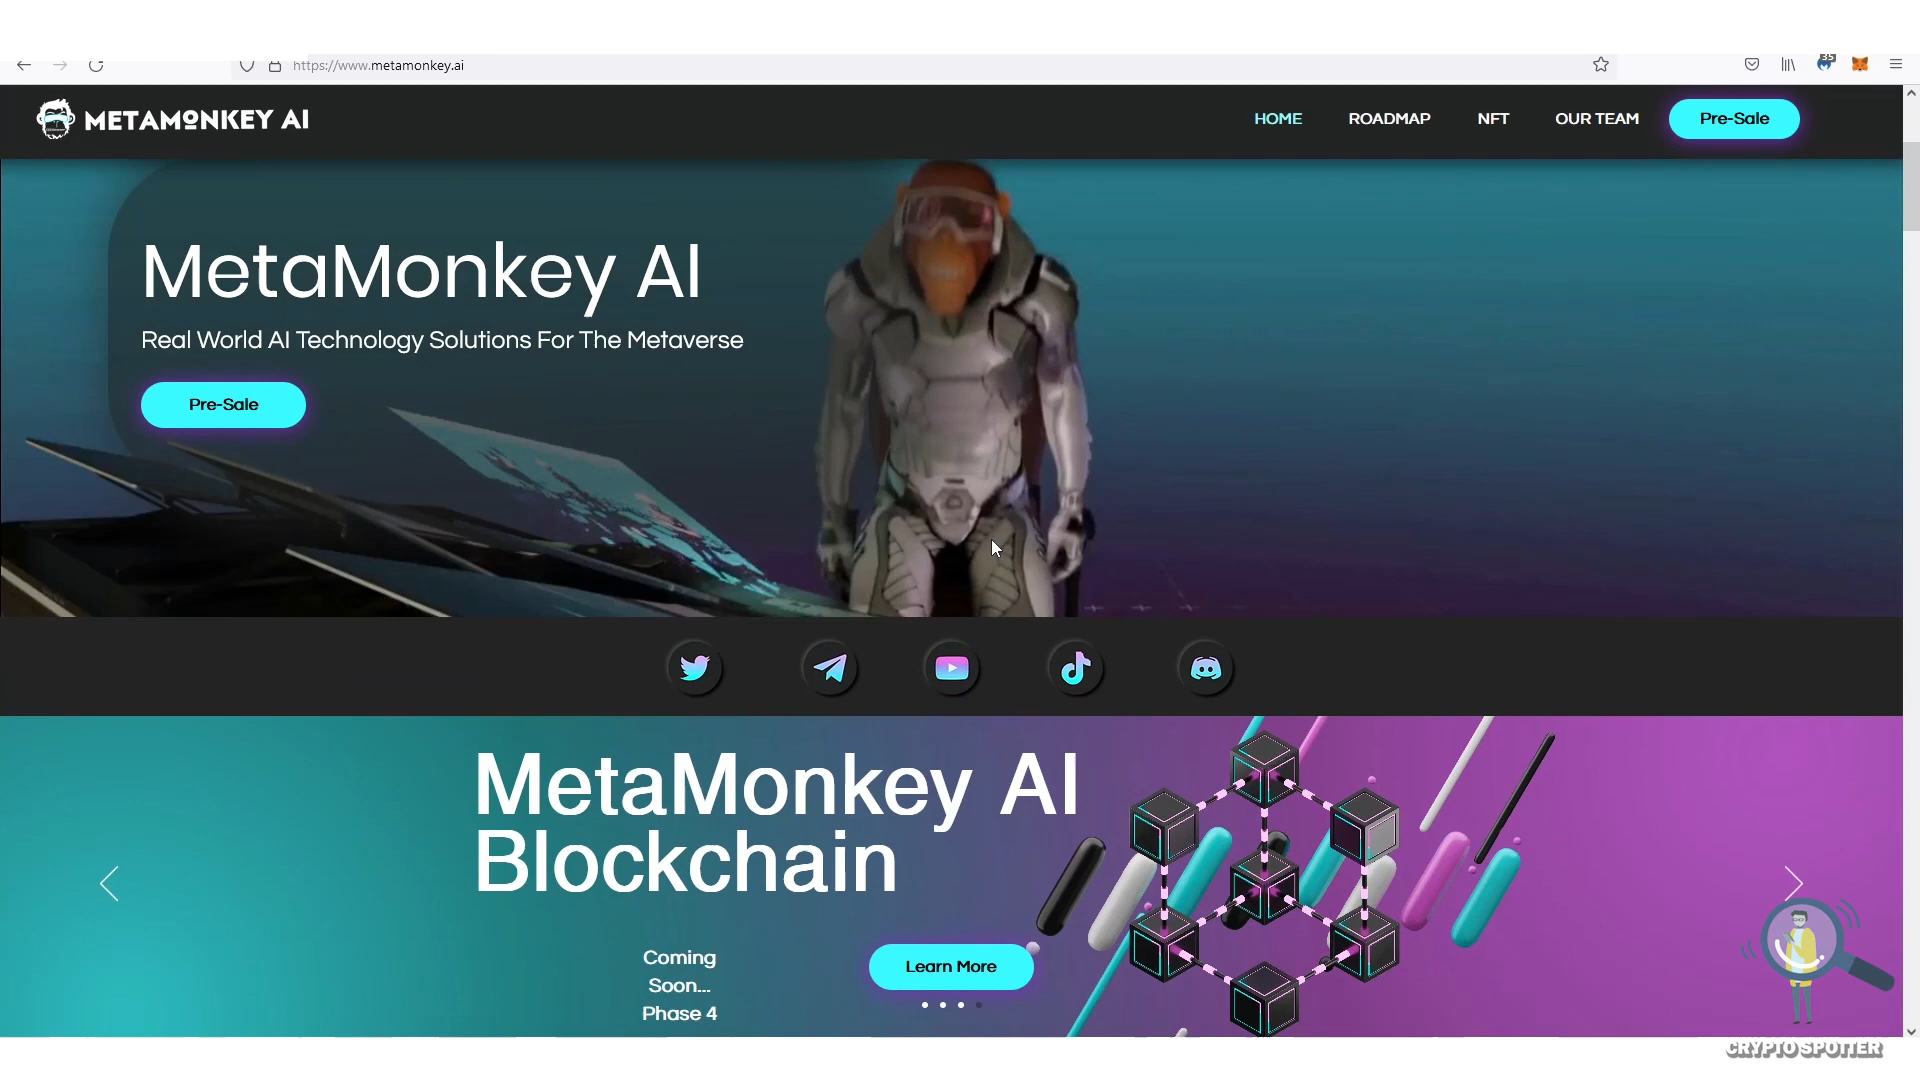 https://www.metamonkey.ai
35
METAMONKEY AI
HOME
ROADMAP
NFT
OUR TEAM
Pre-Sale
MetaMonkey AI
Real World AI Technology Solutions For The Metaverse
Pre-Sale
MetaMonkey AI
Blockchain
Coming
Soon...
Phase 4
Learn More
CRYPTO SPOTTER